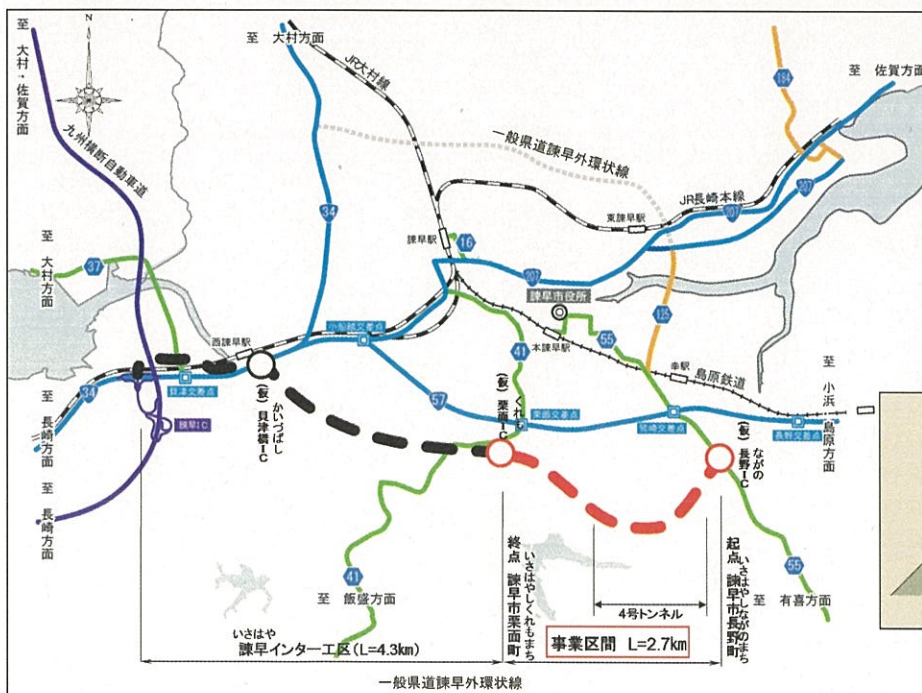 至 大村・佐賀方面
N
九州横断自動車道
至 大村方面
JR大村線
34
一般県道諫早外環状線
184
至 佐賀方面
207
207
JR長崎本線
207
東諫早駅
諫早駅
16
207
至 大村方面
37
諫早市役所
55
135
本諫早駅
幸駅
島原鉄道
小船越交差点
西諫早駅
41
57
34
貝津交差点
諫早IC
かいづばし
(仮)貝津橋IC
くれも
(仮)栗面IC
栗面交差点
鷲崎交差点
長野交差点
ながの
(仮)長野IC
至 小浜 島原方面
至 長崎方面
至 長崎方面
41
至 飯盛方面
いさはやしくれもまち
終点 諫早市栗面町
いさはやしながのまち
起点 諫早市長野町
55
至 有喜方面
4号トンネル
いさはや
諫早インター工区(L=4.3km)
事業区間 L=2.7km
一般県道諫早外環状線